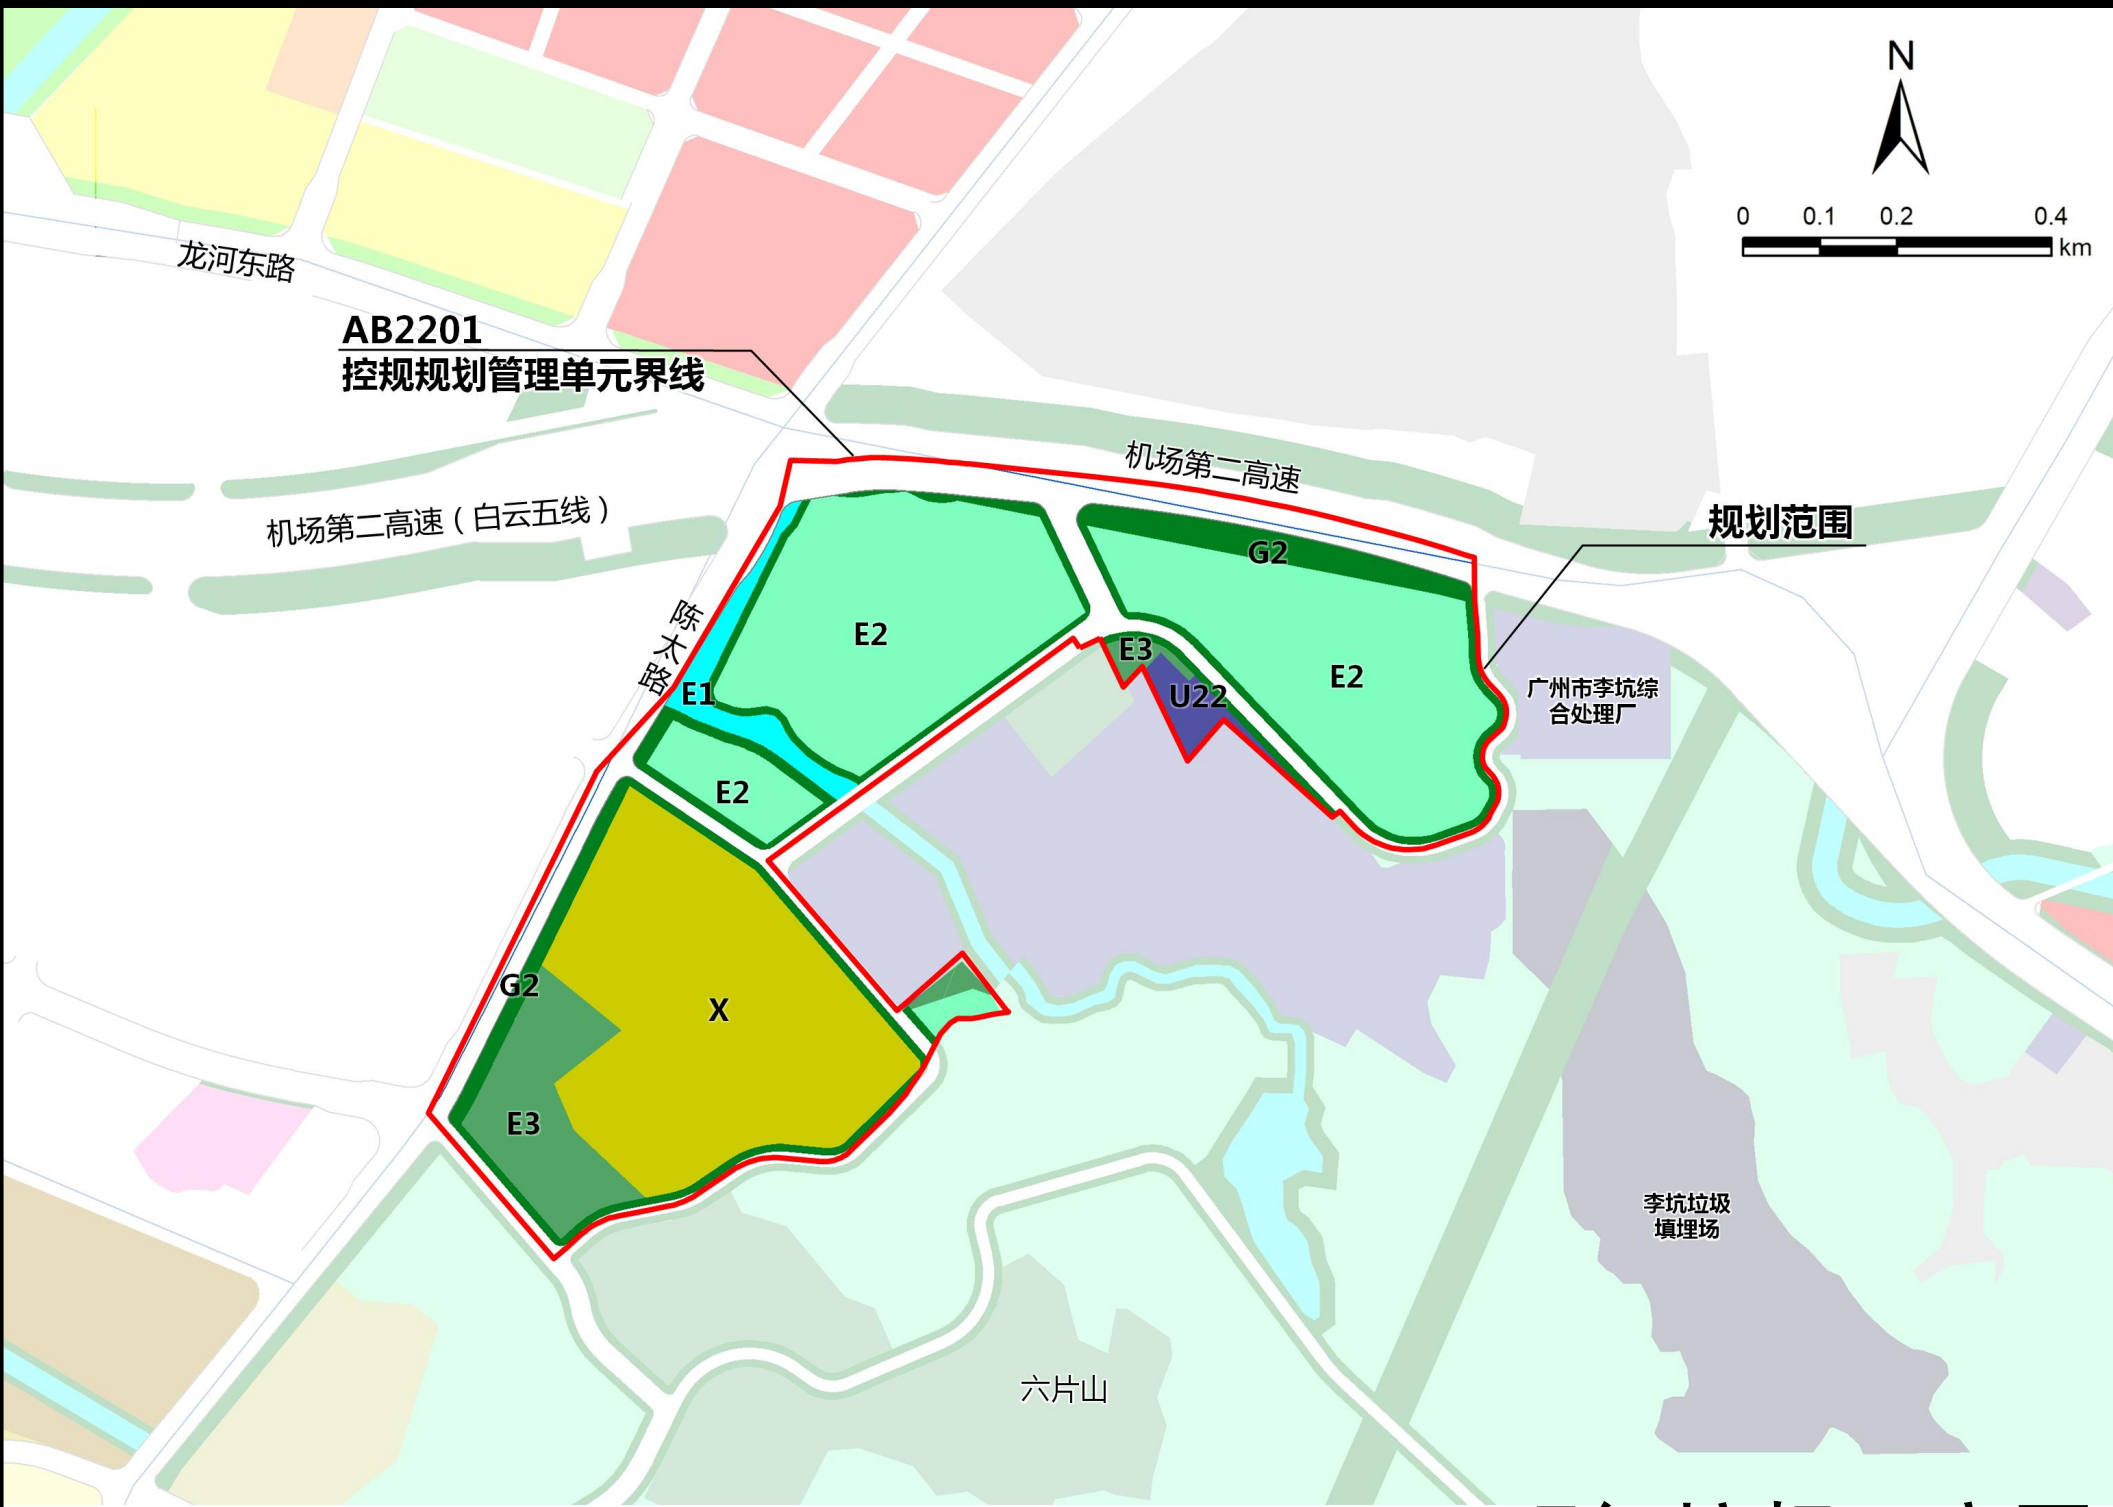 N
0 0.1 0.2 0.4
km
龙河东路
AB2201
控规规划管理单元界线
机场第二高速
机场第二高速（白云五线）
规划范围
陈太路
G2
E2
E3
E2
U22
E1
广州市李坑综
合处理厂
E2
G2
X
E3
李坑垃圾
填埋场
六片山